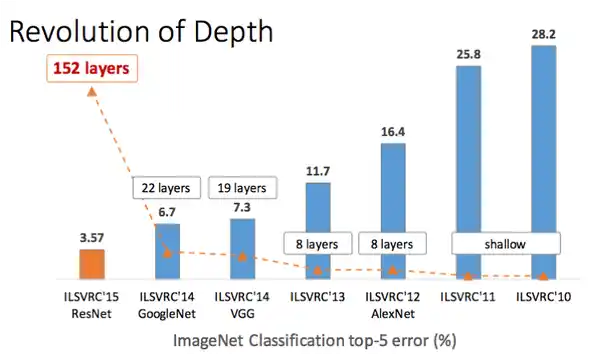 Revolution of Depth
152 layers
28.2
25.8
16.4
11.7
22 layers
19 layers
6.7
7.3
3.57
8 layers
8 layers
shallow
ILSVRC'15
ResNet
ILSVRC'14
GoogleNet
ILSVRC'14
VGG
ILSVRC'13
ILSVRC'12
AlexNet
ILSVRC'11
ILSVRC'10
ImageNet Classification top-5 error (%)